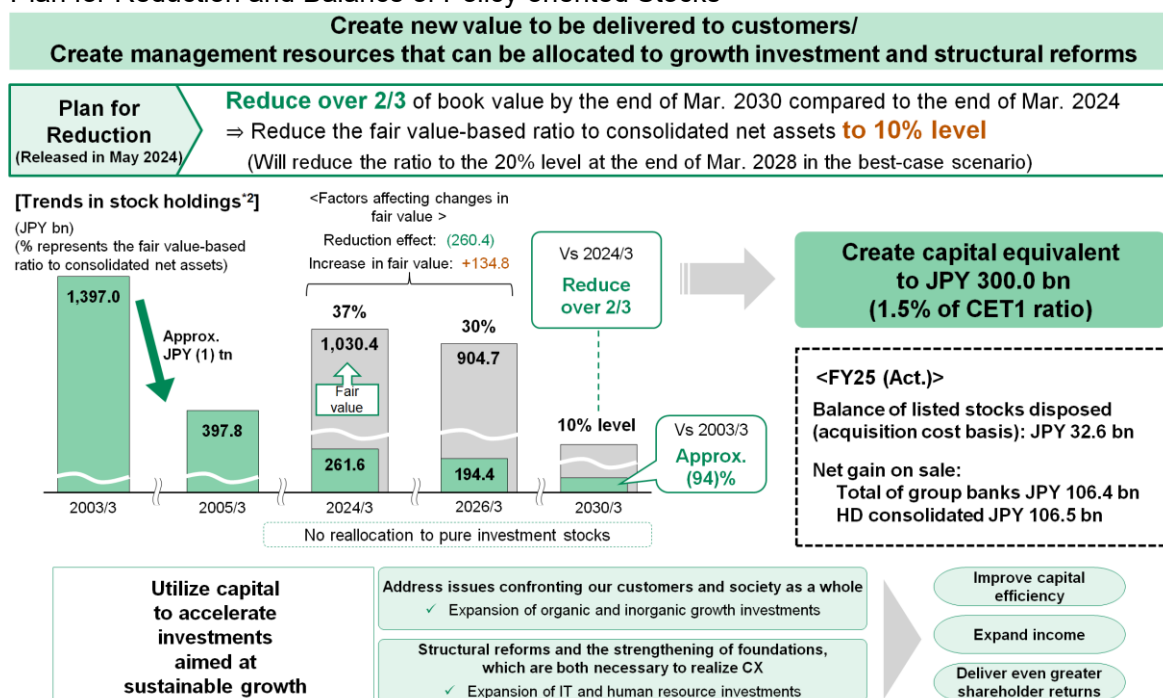 Plan for Reduction and Balance of Policy-oriented Stocks
Create new value to be delivered to customers/
Create management resources that can be allocated to growth investment and structural reforms
Plan for
Reduction
(Released in May 2024)
Reduce over 2/3 of book value by the end of Mar. 2030 compared to the end of Mar. 2024
⇒ Reduce the fair value-based ratio to consolidated net assets to 10% level
(Will reduce the ratio to the 20% level at the end of Mar. 2028 in the best-case scenario)
[Trends in stock holdings*2]
(JPY bn)
(% represents the fair value-based
ratio to consolidated net assets)
<Factors affecting changes in
fair value >
Reduction effect: (260.4)
Increase in fair value: +134.8
1,397.0
Approx.
JPY (1) tn
397.8
37%
1,030.4
Fair
value
261.6
30%
904.7
194.4
Vs 2024/3
Reduce
over 2/3
10% level
Vs 2003/3
Approx.
(94)%
2003/3
2005/3
2024/3
2026/3
2030/3
No reallocation to pure investment stocks
Create capital equivalent
to JPY 300.0 bn
(1.5% of CET1 ratio)
<FY25 (Act.)>
Balance of listed stocks disposed
(acquisition cost basis): JPY 32.6 bn
Net gain on sale:
Total of group banks JPY 106.4 bn
HD consolidated JPY 106.5 bn
Utilize capital
to accelerate
investments
aimed at
sustainable growth
Address issues confronting our customers and society as a whole
✓ Expansion of organic and inorganic growth investments
Structural reforms and the strengthening of foundations,
which are both necessary to realize CX
✓ Expansion of IT and human resource investments
Improve capital
efficiency
Expand income
Deliver even greater
shareholder returns